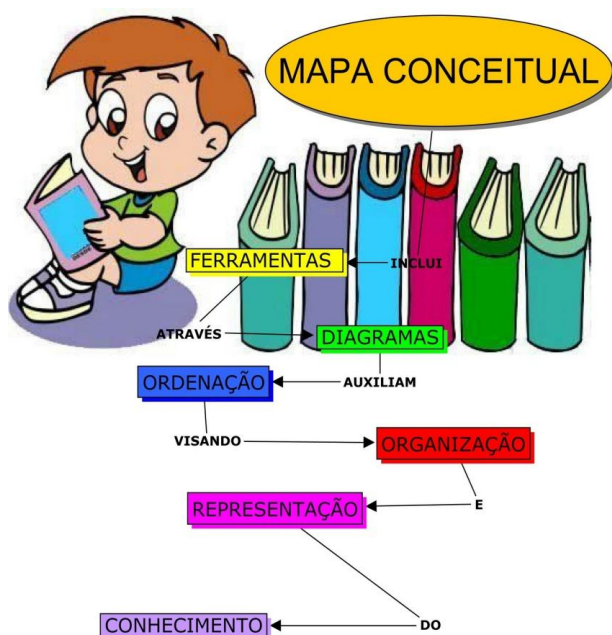 MAPA CONCEITUAL
INCLUI
FERRAMENTAS
ATRAVÉS
DIAGRAMAS
AUXILIAM
ORDENAÇÃO
VISANDO
ORGANIZAÇÃO
E
REPRESENTAÇÃO
DO
CONHECIMENTO